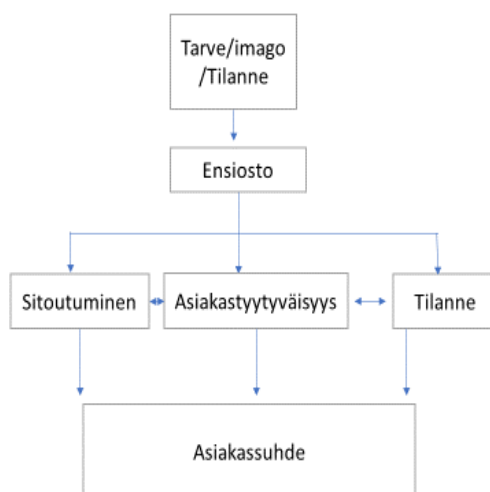 Tarve/imago
/Tilanne
Ensiosto
Sitoutuminen
Asiakastyytyväisyys
Tilanne
Asiakassuhde